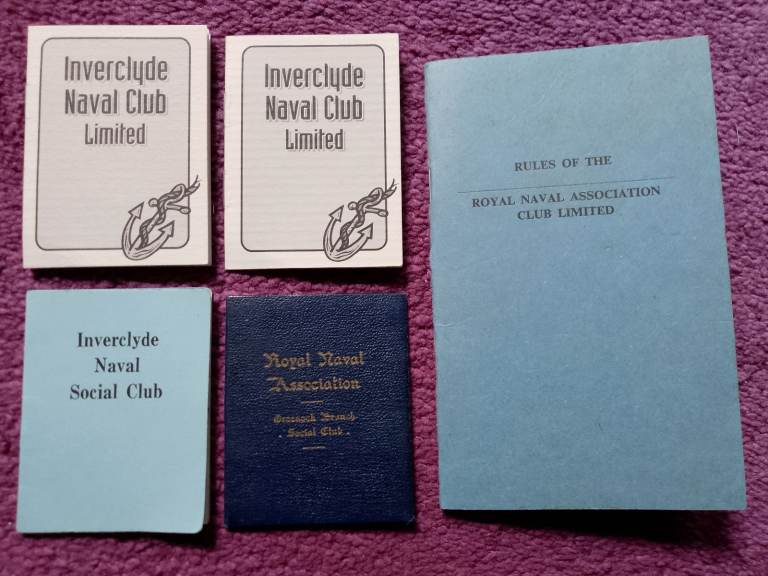 Inverclyde
Naval Club
Limited
Inverclyde
Naval Club
Limited
RULES OF THE
ROYAL NAVAL ASSOCIATION
CLUB LIMITED
Inverclyde
Naval
Social Club
Royal Naval
Association
Greenock Branch
. Social Club .